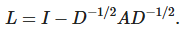 L = I − D^{−1/2}AD^{−1/2}.